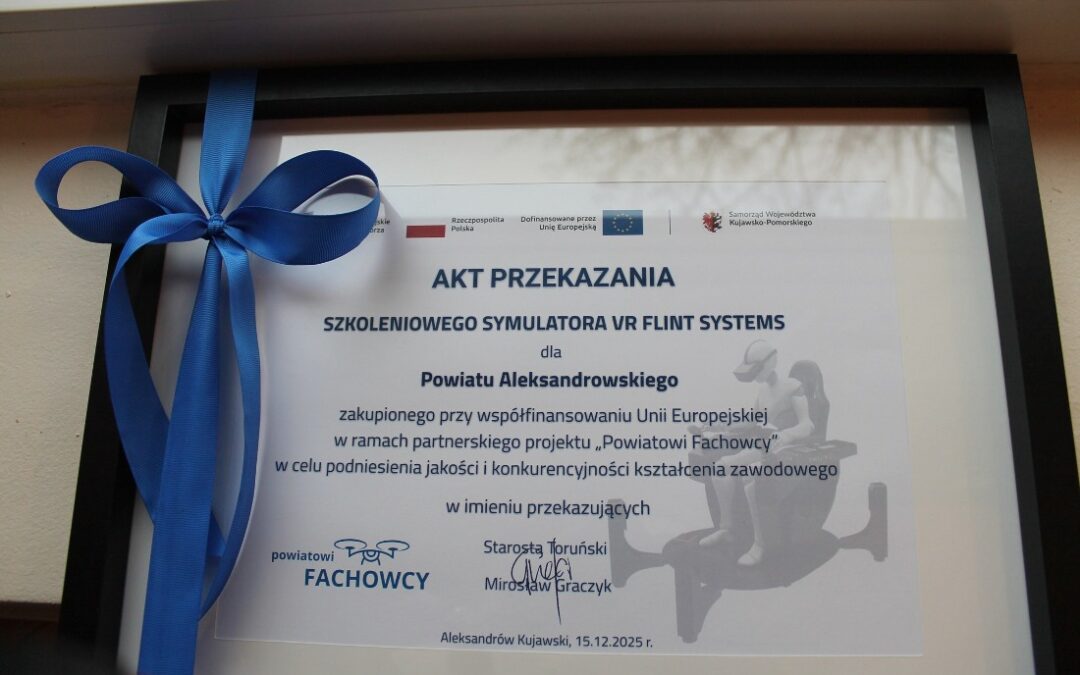 Rzeczpospolita
Polska
Dofinansowane przez
Unię Europejską
Samorząd Województwa
Kujawsko-Pomorskiego
AKT PRZEKAZANIA
SZKOLENIOWEGO SYMULATORA VR FLINT SYSTEMS
dla
Powiatu Aleksandrowskiego
zakupionego przy współfinansowaniu Unii Europejskiej
w ramach partnerskiego projektu „Powiatowi Fachowcy”
w celu podniesienia jakości i konkurencyjności kształcenia zawodowego
w imieniu przekazujących
Starosta Toruński
Mirosław Graczyk
powiatowi
FACHOWCY
Aleksandrów Kujawski, 15.12.2025 r.